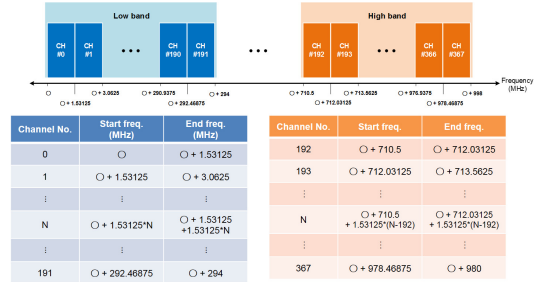 Low band
High band
CH #0
CH #1
•••
CH #190
CH #191
•••
CH #192
CH #193
•••
CH #366
CH #367
Frequency (MHz)
〇
〇 + 1.53125
〇 + 3.0625
〇 + 290.9375
〇 + 292.46875
〇 + 294
〇 + 710.5
〇 + 712.03125
〇 + 713.5625
〇 + 976.9375
〇 + 978.46875
〇 + 998
Channel No. Start freq. (MHz) End freq. (MHz)
0 〇 〇 + 1.53125
1 〇 + 1.53125 〇 + 3.0625
⋮ ⋮ ⋮
N 〇 + 1.53125*N 〇 + 1.53125 +1.53125*N
⋮ ⋮ ⋮
191 〇 + 292.46875 〇 + 294
Channel No. Start freq. End freq.
192 〇 + 710.5 〇 + 712.03125
193 〇 + 712.03125 〇 + 713.5625
⋮ ⋮ ⋮
N 〇 + 710.5 + 1.53125*(N-192) 〇 + 712.03125 + 1.53125*(N-192)
⋮ ⋮ ⋮
367 〇 + 978.46875 〇 + 980